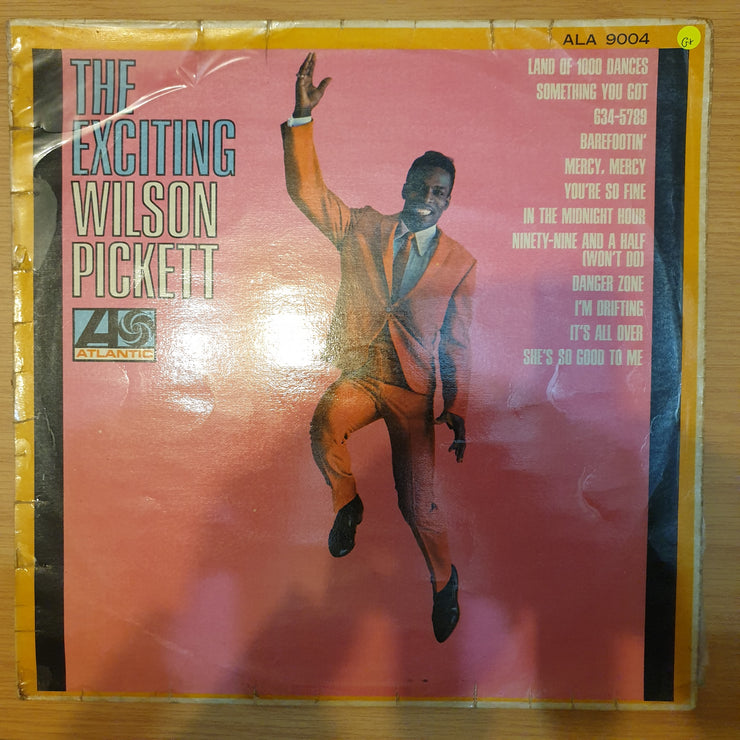 ALA 9004
G+
THE
EXCITING
WILSON
PICKETT
ATLANTIC
LAND OF 1000 DANCES
SOMETHING YOU GOT
634-5789
BAREFOOTIN'
MERCY, MERCY
YOU'RE SO FINE
IN THE MIDNIGHT HOUR
NINETY-NINE AND A HALF
(WON'T DO)
DANGER ZONE
I'M DRIFTING
IT'S ALL OVER
SHE'S SO GOOD TO ME